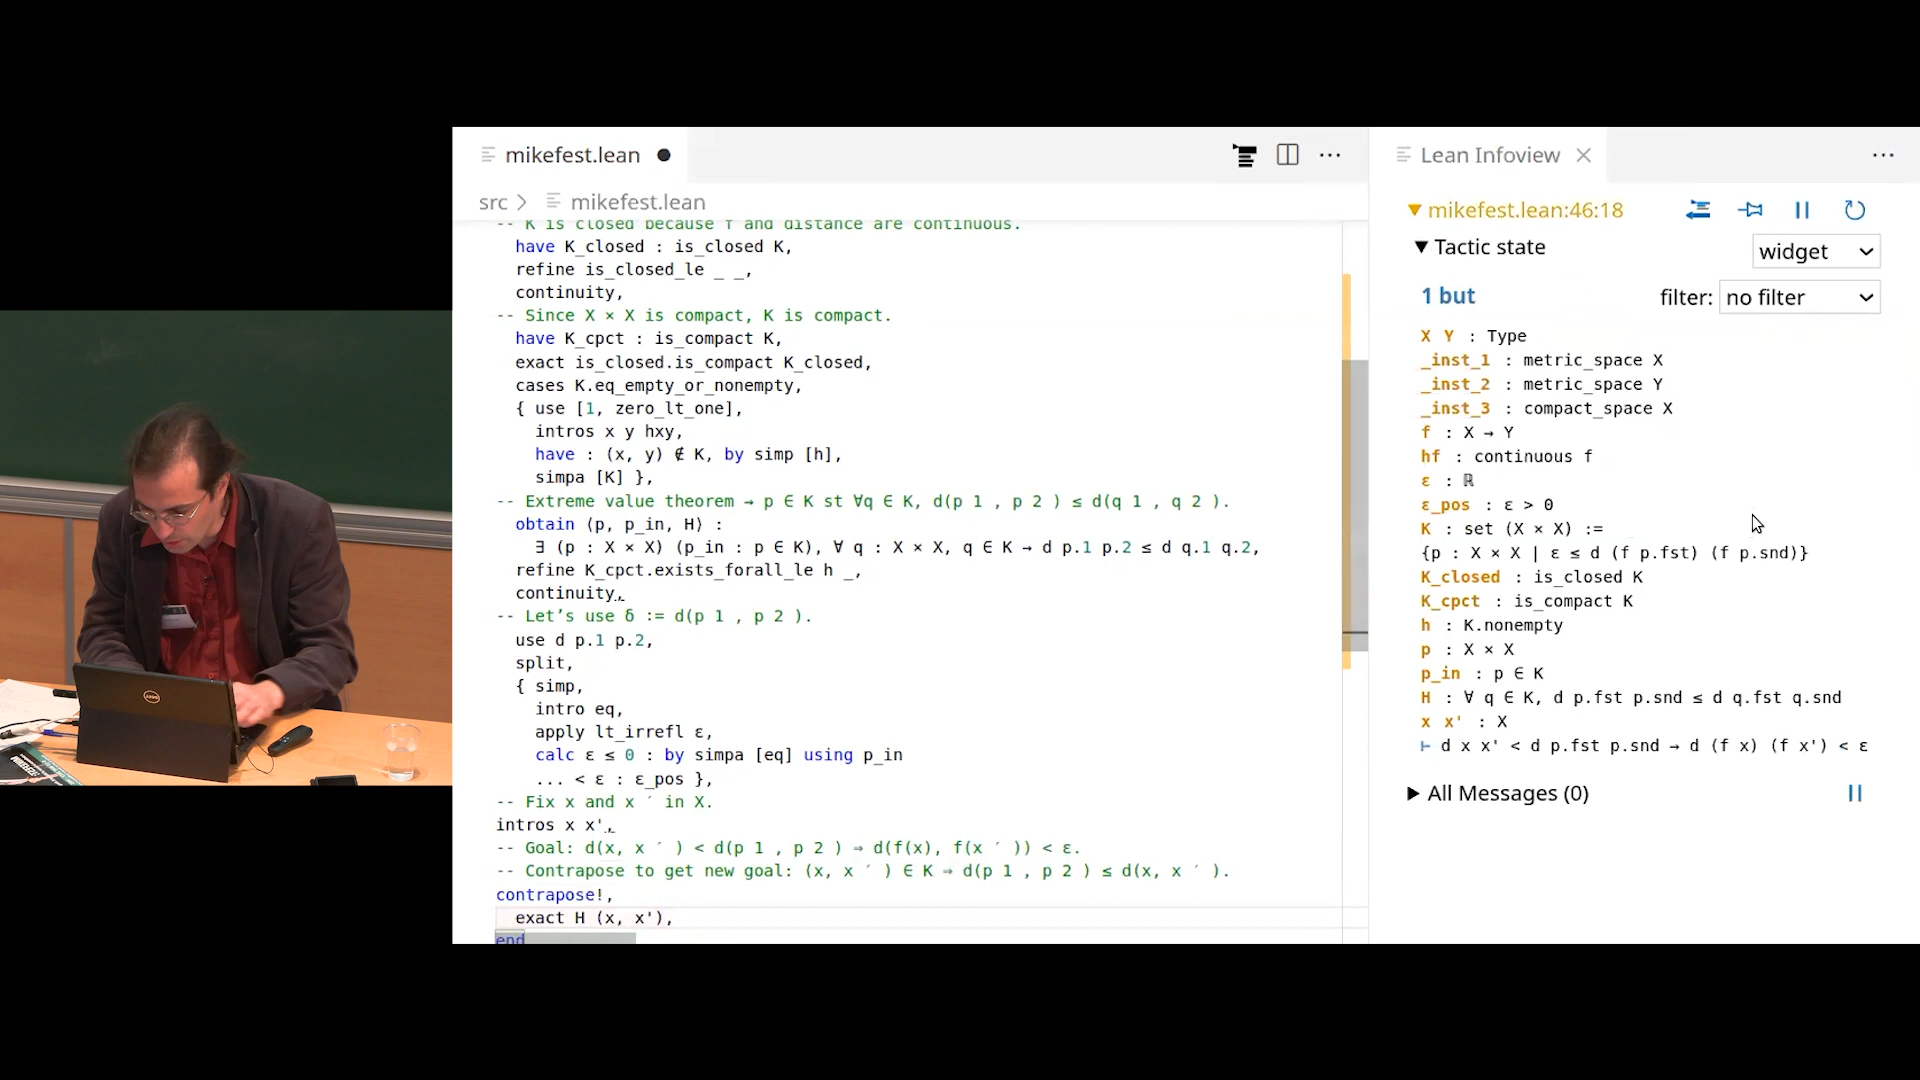 mikefest.lean
src > mikefest.lean
-- K is closed because f and distance are continuous.
have K_closed : is_closed K,
refine is_closed_le _ _,
continuity,
-- Since X × X is compact, K is compact.
have K_cpct : is_compact K,
exact is_closed.is_compact K_closed,
cases K.eq_empty_or_nonempty,
{ use [1, zero_lt_one],
intros x y hxy,
have : (x, y) ∉ K, by simp [h],
simpa [K] },
-- Extreme value theorem → p ∈ K st ∀q ∈ K, d(p 1 , p 2 ) ≤ d(q 1 , q 2 ).
obtain ⟨p, p_in, H⟩ :
∃ (p : X × X) (p_in : p ∈ K), ∀ q : X × X, q ∈ K → d p.1 p.2 ≤ d q.1 q.2,
refine K_cpct.exists_forall_le h _,
continuity,
-- Let’s use δ := d(p 1 , p 2 ).
use d p.1 p.2,
split,
{ simp,
intro eq,
apply lt_irrefl ε,
calc ε ≤ 0 : by simpa [eq] using p_in
... < ε : ε_pos },
-- Fix x and x ′ in X.
intros x x',
-- Goal: d(x, x ′ ) < d(p 1 , p 2 ) ⇒ d(f(x), f(x ′ )) < ε.
-- Contrapose to get new goal: (x, x ′ ) ∈ K ⇒ d(p 1 , p 2 ) ≤ d(x, x ′ ).
contrapose!,
exact H (x, x'),
end
Lean Infoview
mikefest.lean:46:18
Tactic state
widget
1 but
filter: no filter
X Y : Type
_inst_1 : metric_space X
_inst_2 : metric_space Y
_inst_3 : compact_space X
f : X → Y
hf : continuous f
ε : ℝ
ε_pos : ε > 0
K : set (X × X) :=
{p : X × X | ε ≤ d (f p.fst) (f p.snd)}
K_closed : is_closed K
K_cpct : is_compact K
h : K.nonempty
p : X × X
p_in : p ∈ K
H : ∀ q ∈ K, d p.fst p.snd ≤ d q.fst q.snd
x x' : X
⊢ d x x' < d p.fst p.snd → d (f x) (f x') < ε
All Messages (0)
DELL